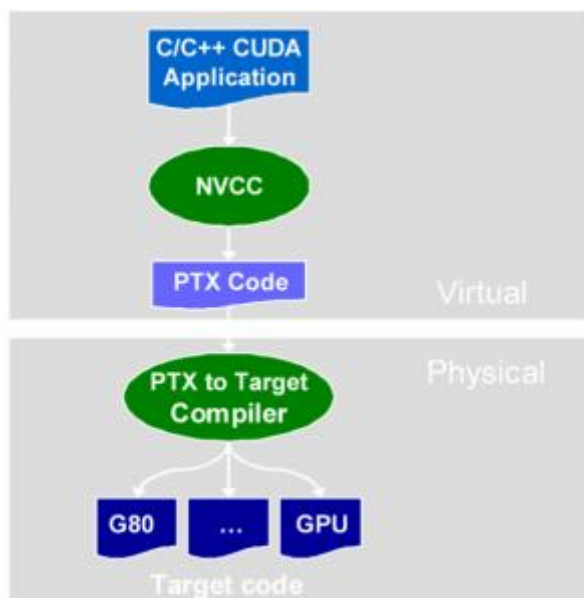 C/C++ CUDA
Application
NVCC
PTX Code
Virtual
Physical
PTX to Target
Compiler
G80
...
GPU
Target code